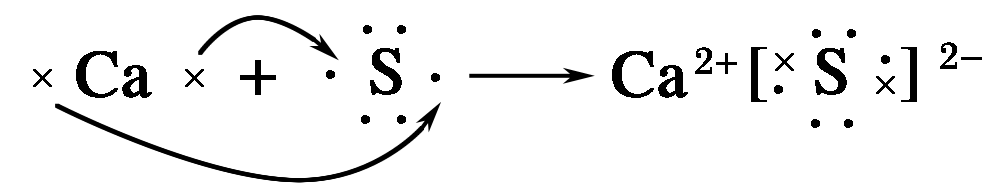 × Ca × + · S̤̈ · ⟶ Ca²⁺ [ ×· S̤̈ ·× ]²⁻